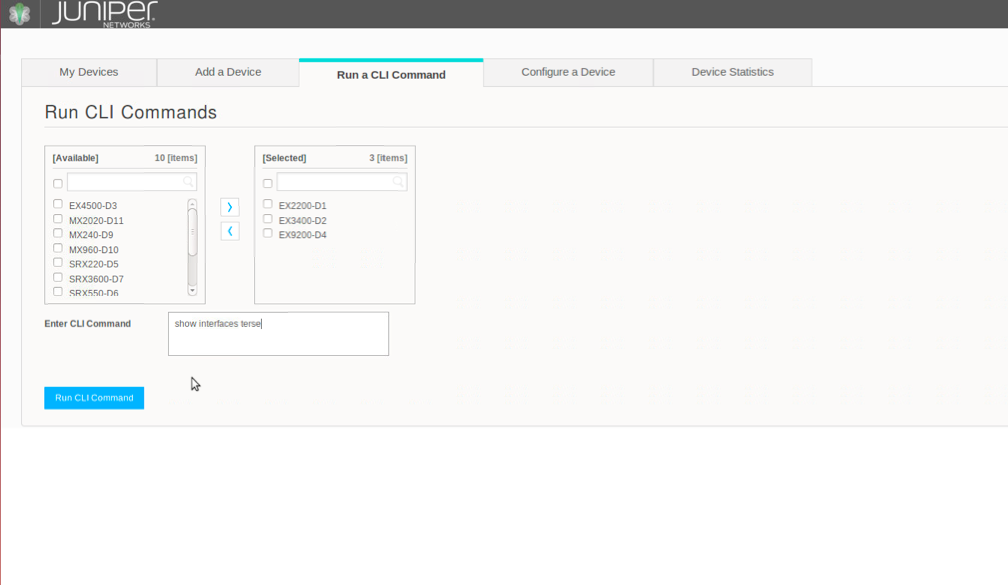 JUNIPER
NETWORKS
My Devices
Add a Device
Run a CLI Command
Configure a Device
Device Statistics
Run CLI Commands
[Available] 10 [items]
EX4500-D3
MX2020-D11
MX240-D9
MX960-D10
SRX220-D5
SRX3600-D7
SRX550-D6
[Selected] 3 [items]
EX2200-D1
EX3400-D2
EX9200-D4
Enter CLI Command
show interfaces terse
Run CLI Command